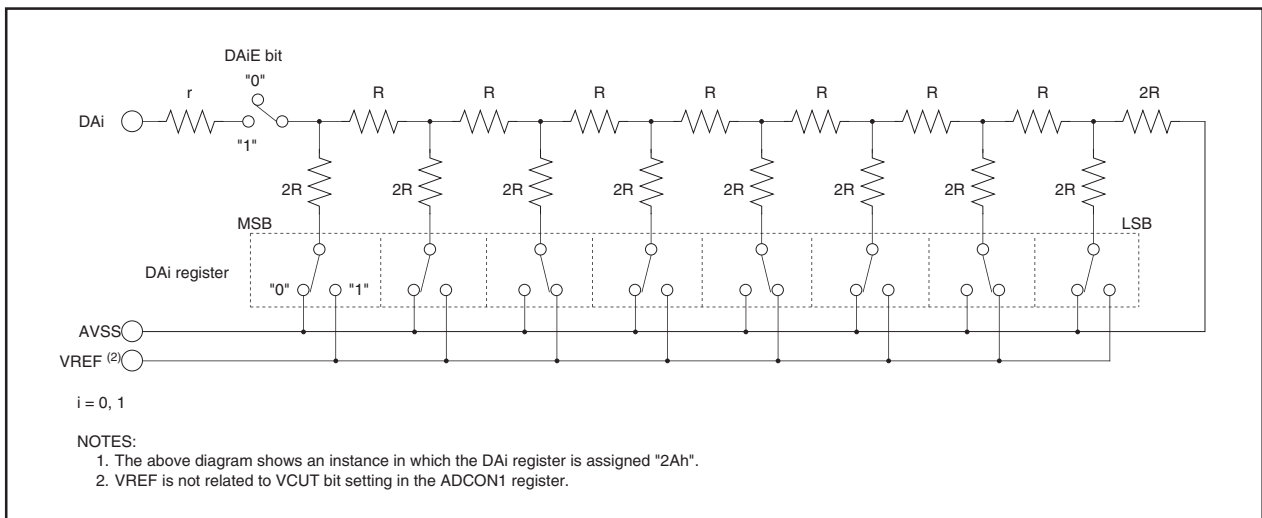 DAiE bit
"0"
r R R R R R R R 2R
DAi
"1"
2R 2R 2R 2R 2R 2R 2R 2R
MSB LSB
DAi register
"0" "1"
AVSS
VREF (2)
i = 0, 1
NOTES:
1. The above diagram shows an instance in which the DAi register is assigned "2Ah".
2. VREF is not related to VCUT bit setting in the ADCON1 register.